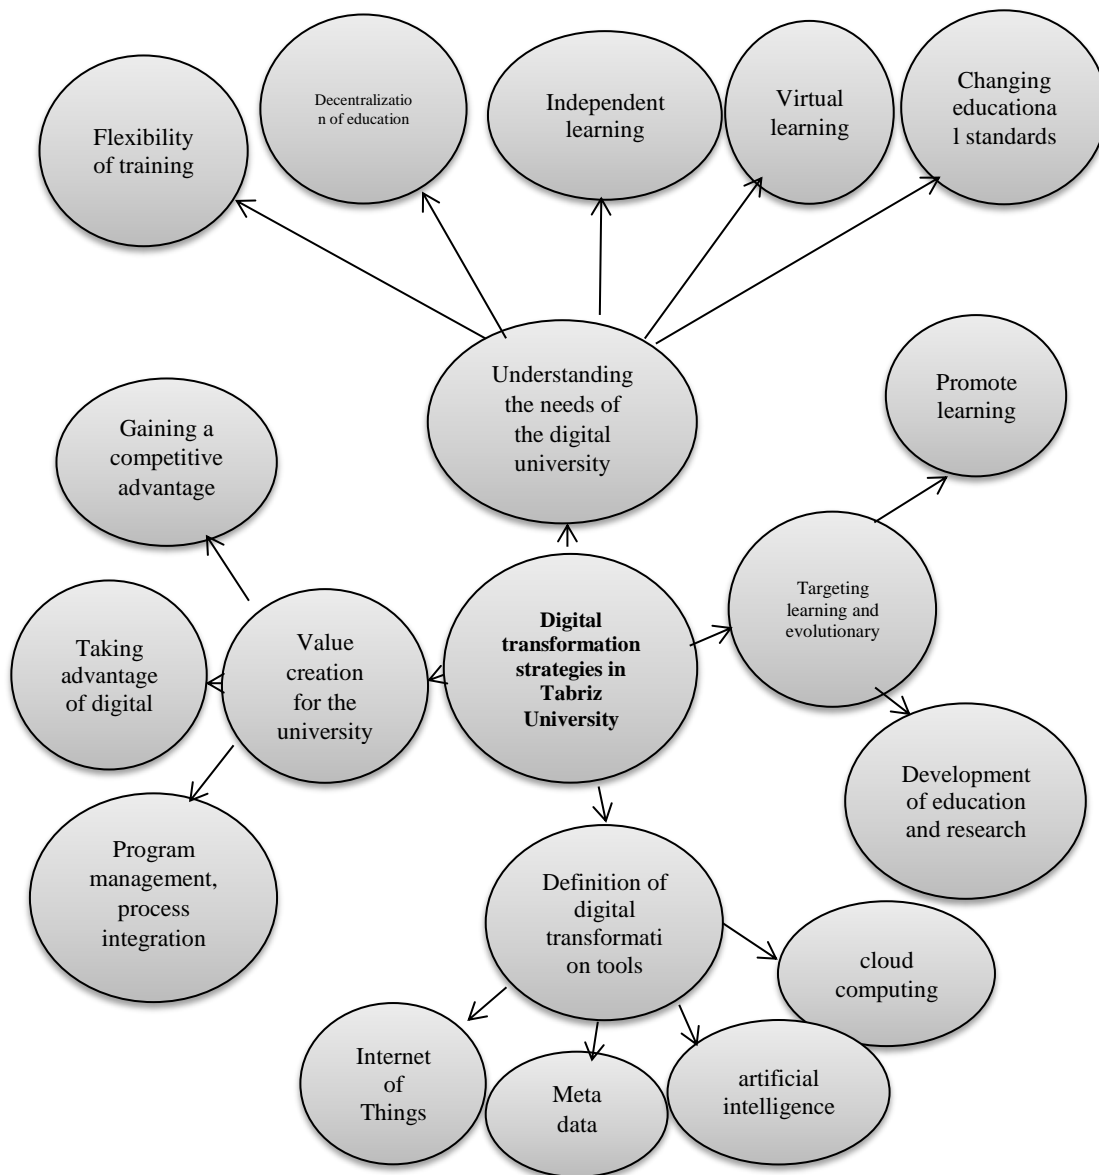 Flexibility
of training
Decentralizatio
n of education
Independent
learning
Virtual
learning
Changing
educationa
l standards
Understanding
the needs of
the digital
university
Promote
learning
Gaining a
competitive
advantage
Targeting
learning and
evolutionary
Digital
transformation
strategies in
Tabriz
University
Value
creation
for the
university
Taking
advantage
of digital
Development
of education
and research
Program
management,
process
integration
Definition of
digital
transformati
on tools
cloud
computing
Internet
of
Things
Meta
data
artificial
intelligence